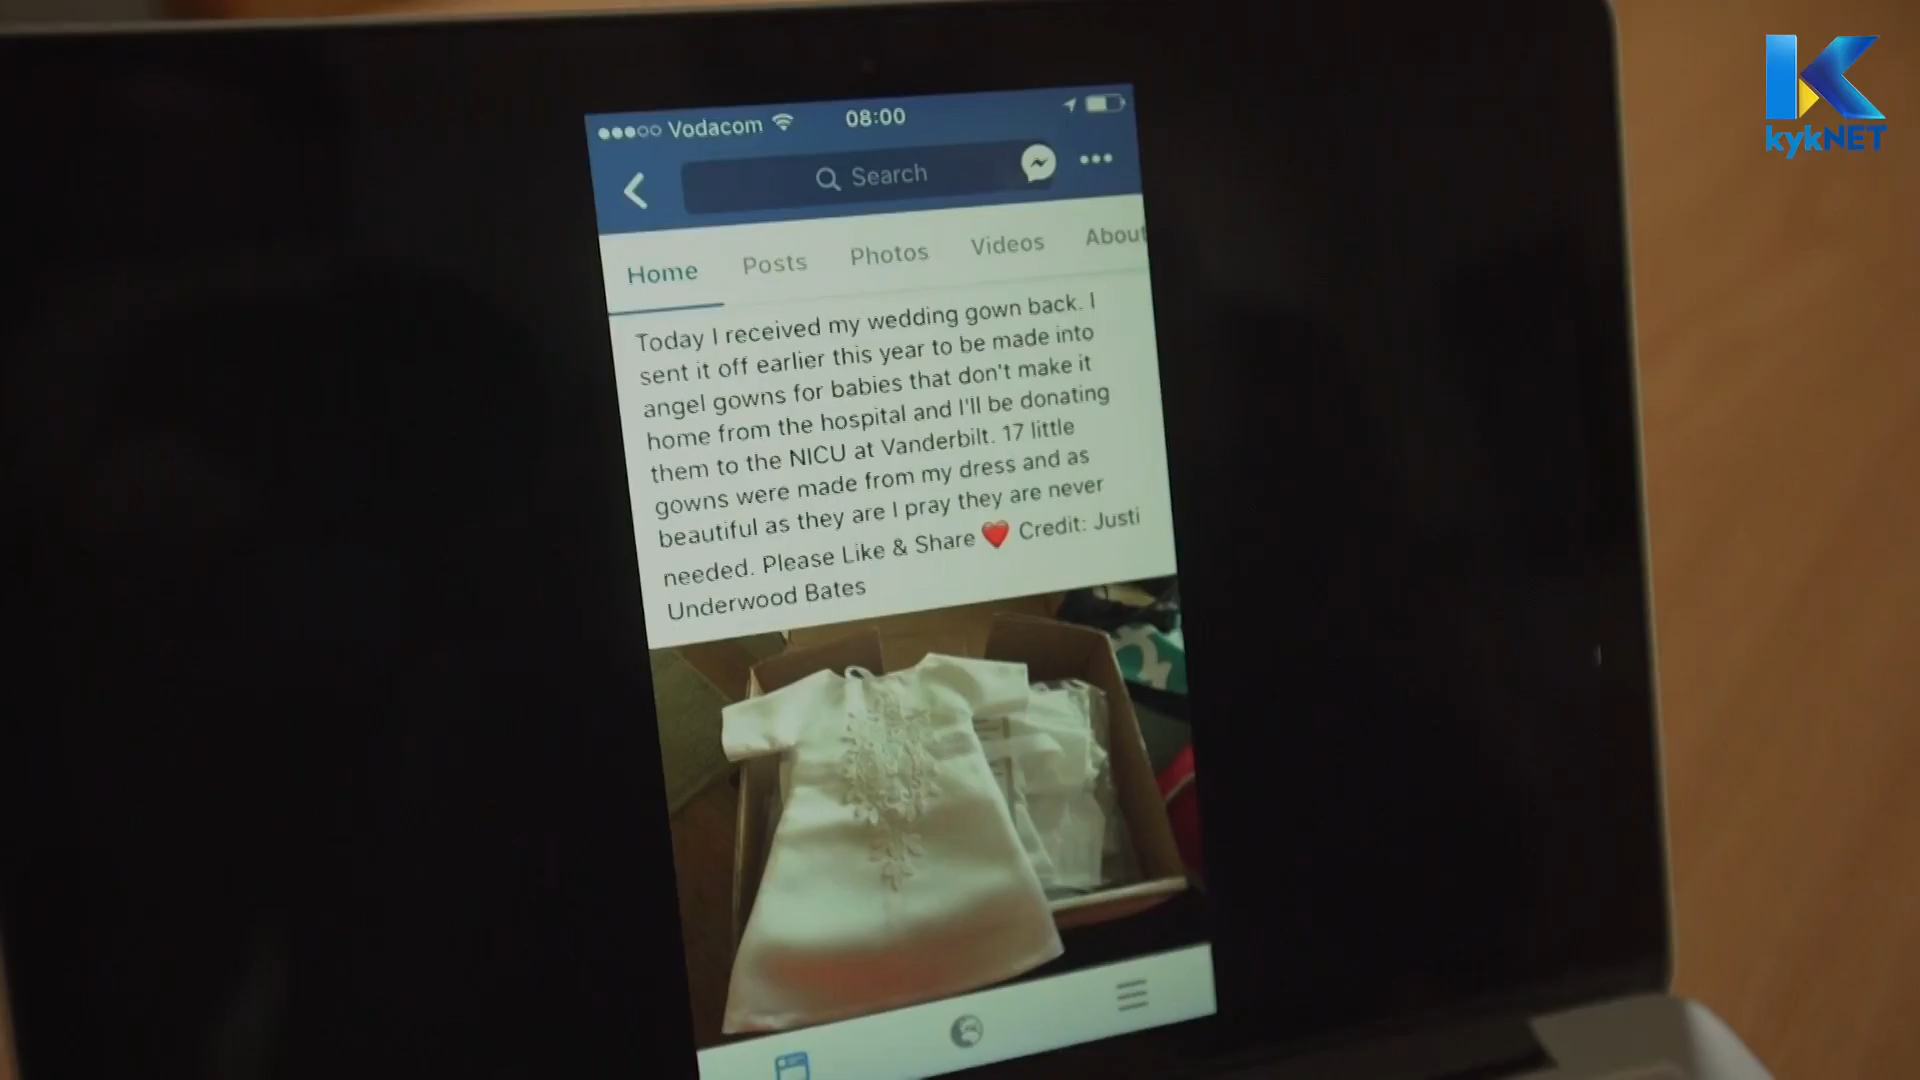 kykNET
Vodacom 08:00
Search
Home Posts Photos Videos About
Today I received my wedding gown back. I
sent it off earlier this year to be made into
angel gowns for babies that don't make it
home from the hospital and I'll be donating
them to the NICU at Vanderbilt. 17 little
gowns were made from my dress and as
beautiful as they are I pray they are never
needed. Please Like & Share ❤️ Credit: Justi
Underwood Bates